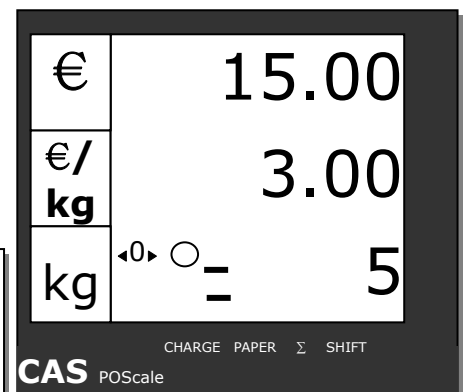 € 15.00
€/
kg 3.00
kg ◂0▸ 5
CHARGE PAPER Σ SHIFT
CAS POScale